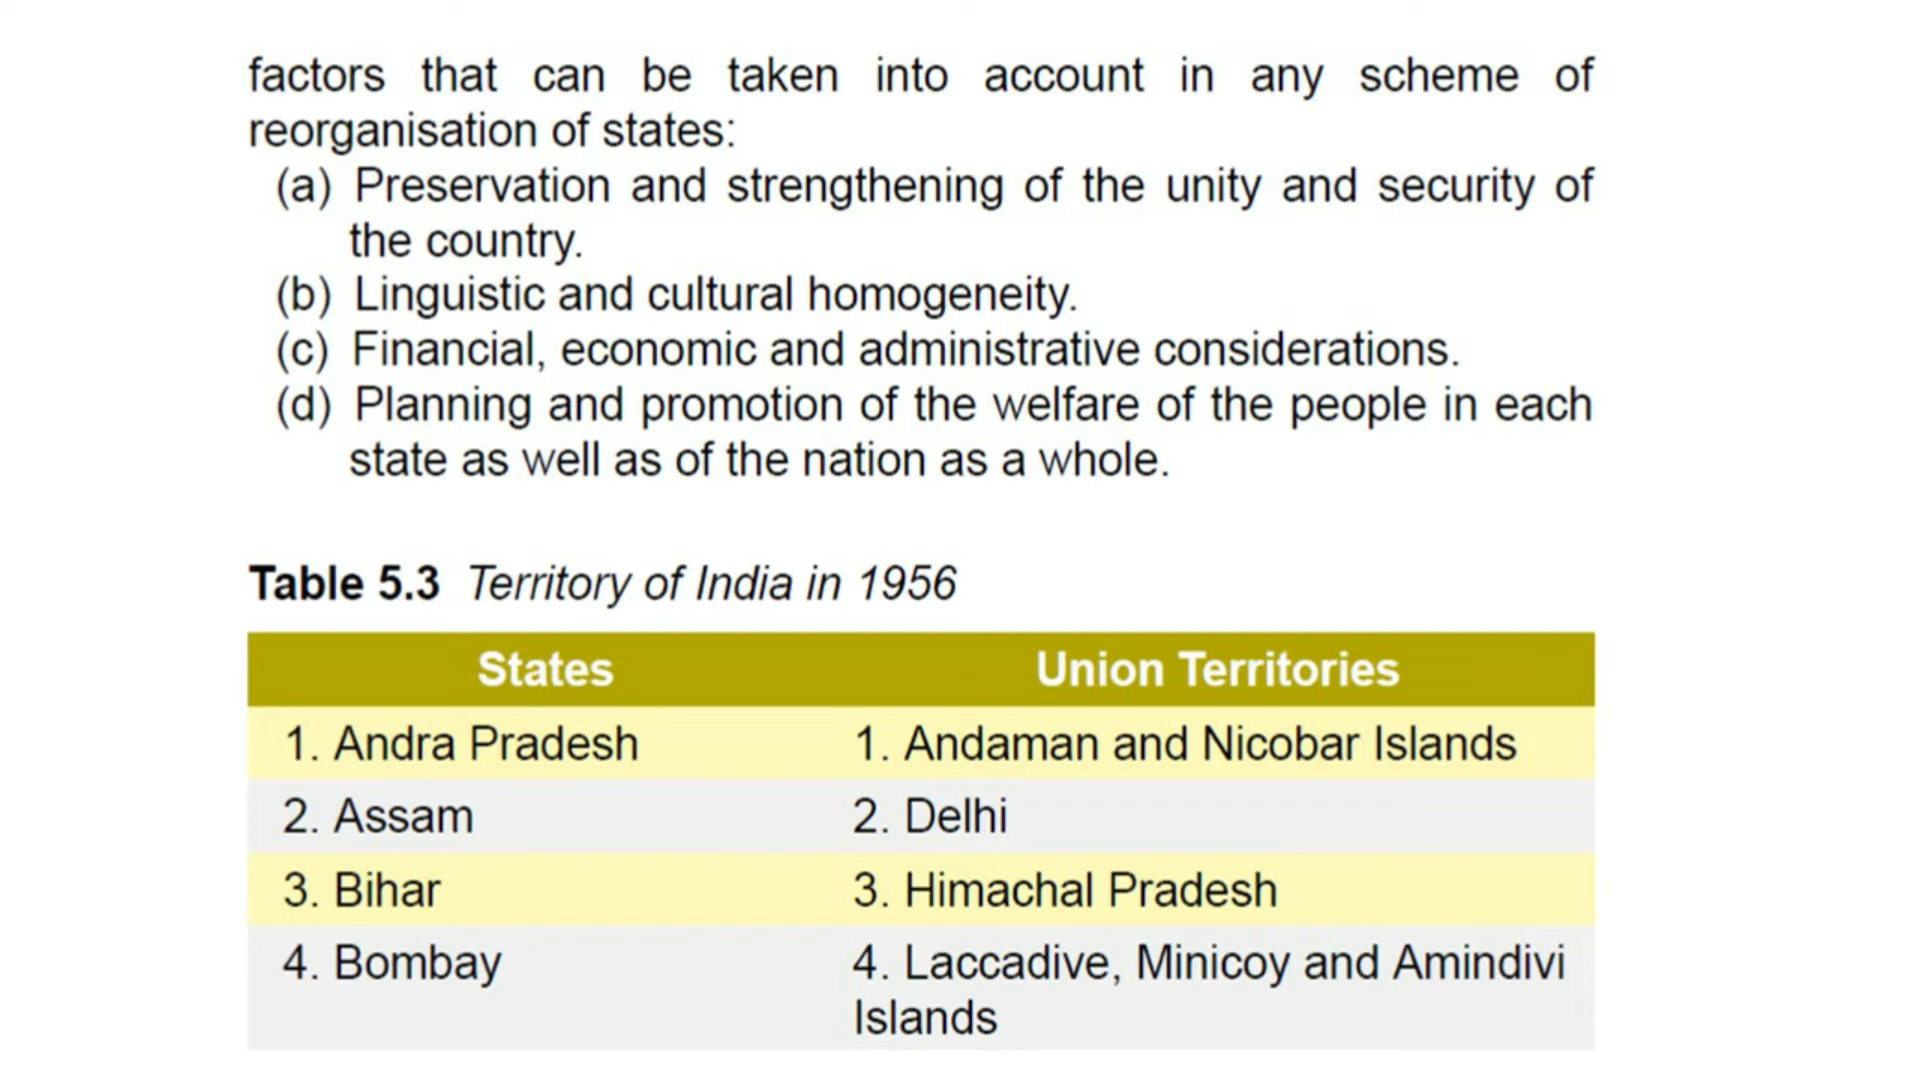 factors that can be taken into account in any scheme of
reorganisation of states:
(a) Preservation and strengthening of the unity and security of
the country.
(b) Linguistic and cultural homogeneity.
(c) Financial, economic and administrative considerations.
(d) Planning and promotion of the welfare of the people in each
state as well as of the nation as a whole.
Table 5.3 Territory of India in 1956
States Union Territories
1. Andra Pradesh 1. Andaman and Nicobar Islands
2. Assam 2. Delhi
3. Bihar 3. Himachal Pradesh
4. Bombay 4. Laccadive, Minicoy and Amindivi
Islands